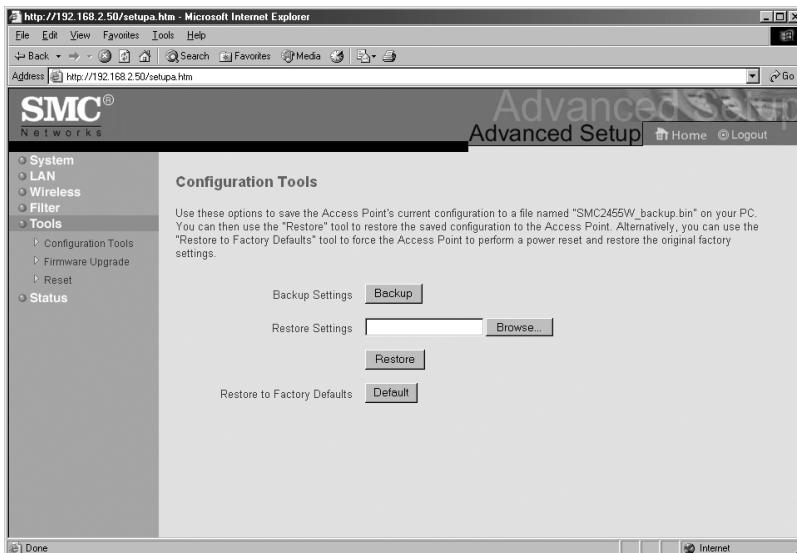 http://192.168.2.50/setupa.htm - Microsoft Internet Explorer
File Edit View Favorites Tools Help
Back Search Favorites Media
Address http://192.168.2.50/setupa.htm Go
SMC®
Networks
Advanced Setup
Advanced Setup Home Logout
System
LAN
Wireless
Filter
Tools
Configuration Tools
Firmware Upgrade
Reset
Status
Configuration Tools
Use these options to save the Access Point's current configuration to a file named "SMC2455W_backup.bin" on your PC.
You can then use the "Restore" tool to restore the saved configuration to the Access Point. Alternatively, you can use the
"Restore to Factory Defaults" tool to force the Access Point to perform a power reset and restore the original factory
settings.
Backup Settings Backup
Restore Settings Browse...
Restore
Restore to Factory Defaults Default
Done Internet